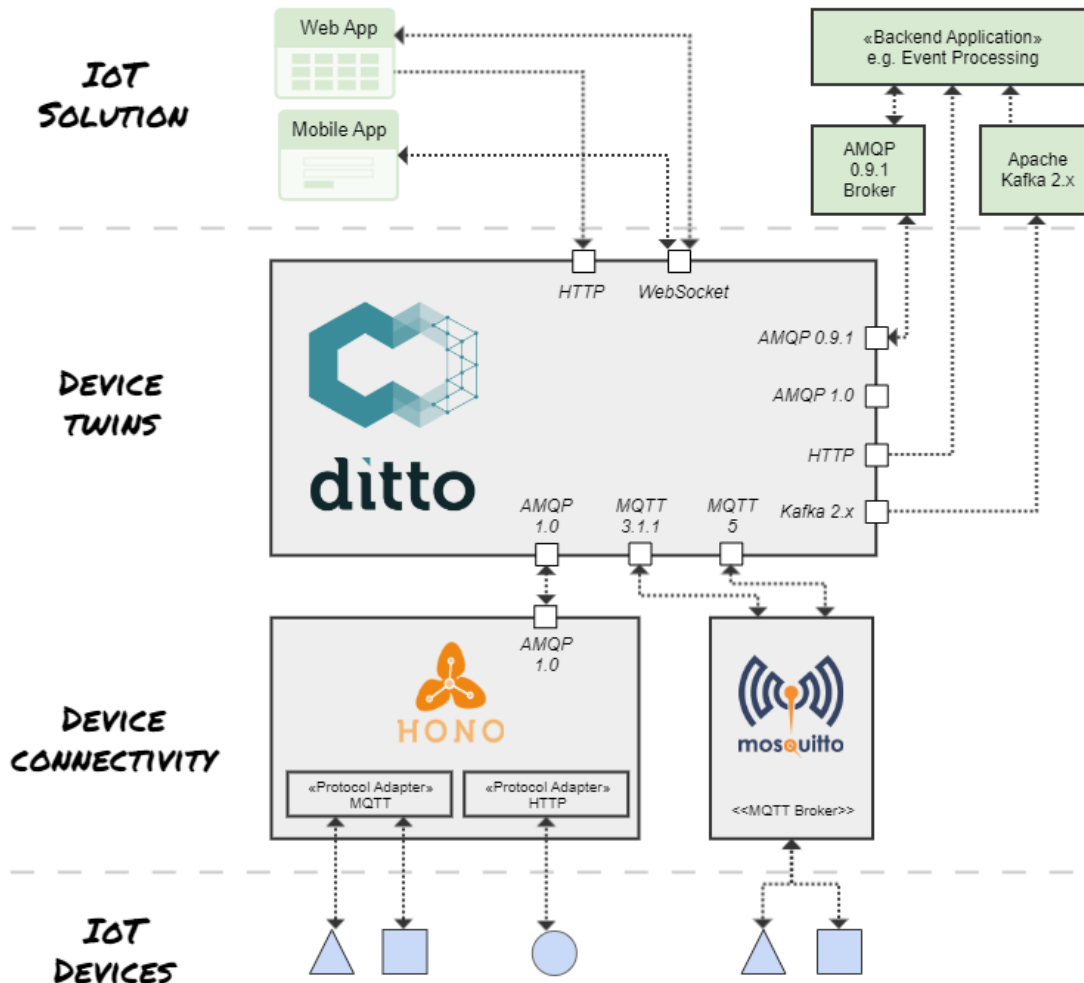 IoT
Solution
Web App
Mobile App
«Backend Application»
e.g. Event Processing
AMQP
0.9.1
Broker
Apache
Kafka 2.x
Device
twins
HTTP
WebSocket
AMQP 0.9.1
AMQP 1.0
HTTP
Kafka 2.x
ditto
AMQP
1.0
MQTT
3.1.1
MQTT
5
Device
connectivity
AMQP
1.0
HONO
«Protocol Adapter»
MQTT
«Protocol Adapter»
HTTP
mosquitto
<<MQTT Broker>>
IoT
Devices